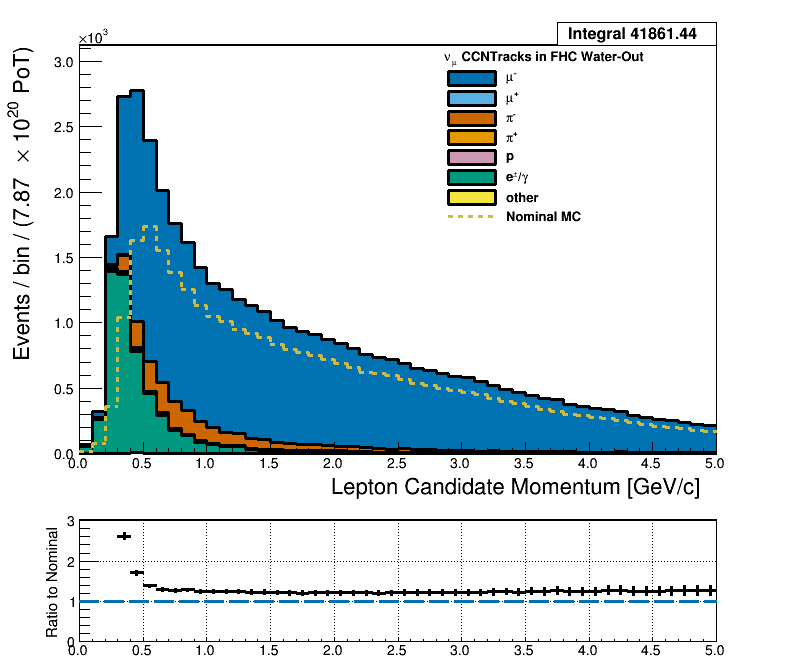 Integral 41861.44
×10³
ν_μ CCNTracks in FHC Water-Out
μ⁻
μ⁺
π⁻
π⁺
p
e±/γ
other
Nominal MC
Events / bin / (7.87 × 10²⁰ PoT)
3.0
2.5
2.0
1.5
1.0
0.5
0.0
0.0 0.5 1.0 1.5 2.0 2.5 3.0 3.5 4.0 4.5 5.0
Lepton Candidate Momentum [GeV/c]
Ratio to Nominal
3
2
1
0
0.0 0.5 1.0 1.5 2.0 2.5 3.0 3.5 4.0 4.5 5.0